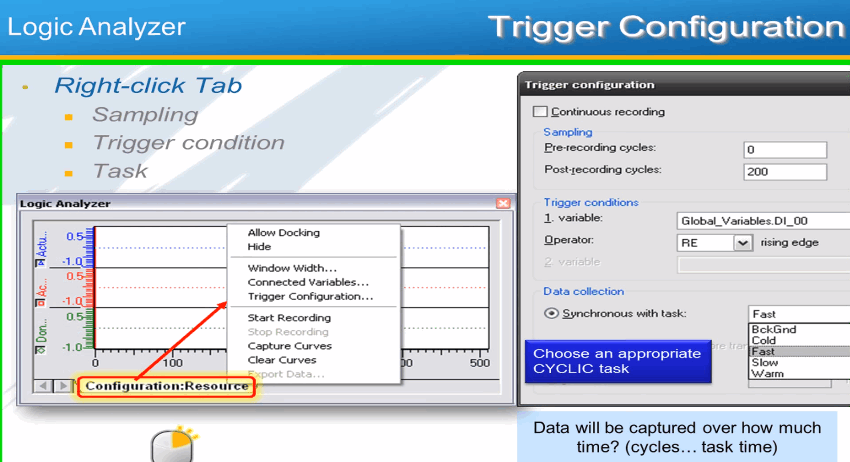 Logic Analyzer
Trigger Configuration
Right-click Tab
Sampling
Trigger condition
Task
Logic Analyzer
Actu...
0.5
-1.0
Ac...
0.5
-1.0
Don...
0.5
-1.0
0
100
00
500
Configuration:Resource
Allow Docking
Hide
Window Width...
Connected Variables...
Trigger Configuration...
Start Recording
Stop Recording
Capture Curves
Clear Curves
Export Data...
Trigger configuration
Continuous recording
Sampling
Pre-recording cycles: 0
Post-recording cycles: 200
Trigger conditions
1. variable: Global_Variables.DI_00
Operator: RE rising edge
2. variable
Data collection
Synchronous with task: Fast
BckGnd
Cold
Fast
Slow
Warm
Choose an appropriate
CYCLIC task
Data will be captured over how much
time? (cycles... task time)